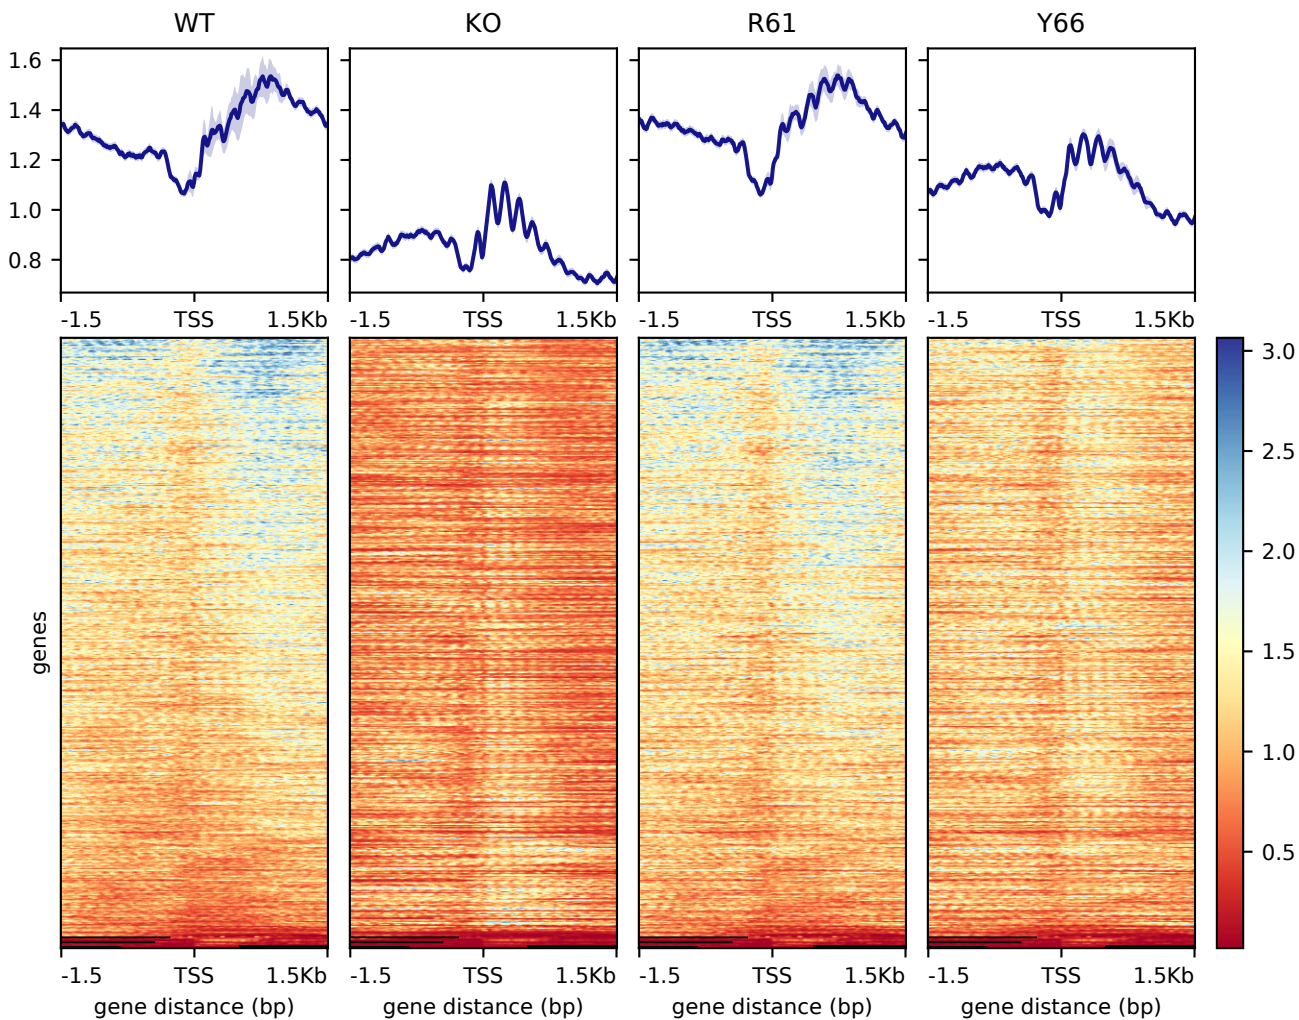 WT KO R61 Y66
1.6
1.4
1.2
1.0
0.8
-1.5 TSS 1.5Kb -1.5 TSS 1.5Kb -1.5 TSS 1.5Kb -1.5 TSS 1.5Kb
genes
3.0
2.5
2.0
1.5
1.0
0.5
-1.5 TSS 1.5Kb -1.5 TSS 1.5Kb -1.5 TSS 1.5Kb -1.5 TSS 1.5Kb
gene distance (bp) gene distance (bp) gene distance (bp) gene distance (bp)